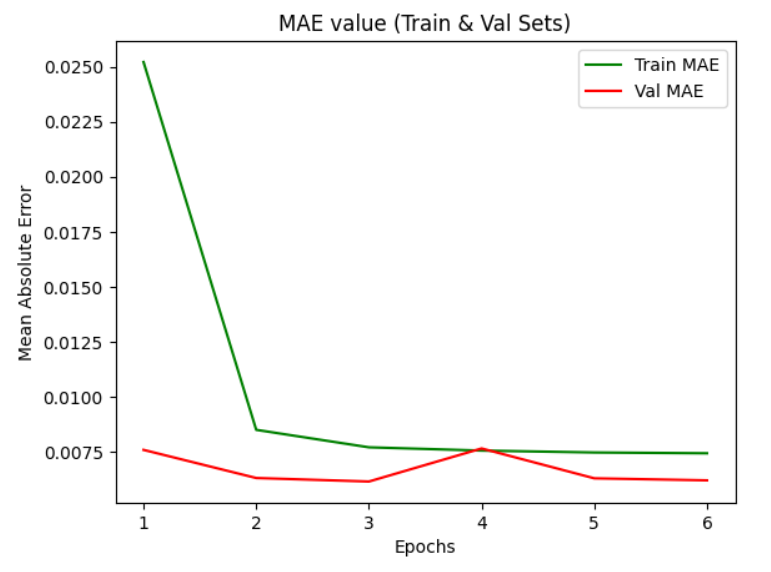 MAE value (Train & Val Sets)
Train MAE
Val MAE
0.0250
0.0225
0.0200
0.0175
0.0150
0.0125
0.0100
0.0075
Mean Absolute Error
1 2 3 4 5 6
Epochs